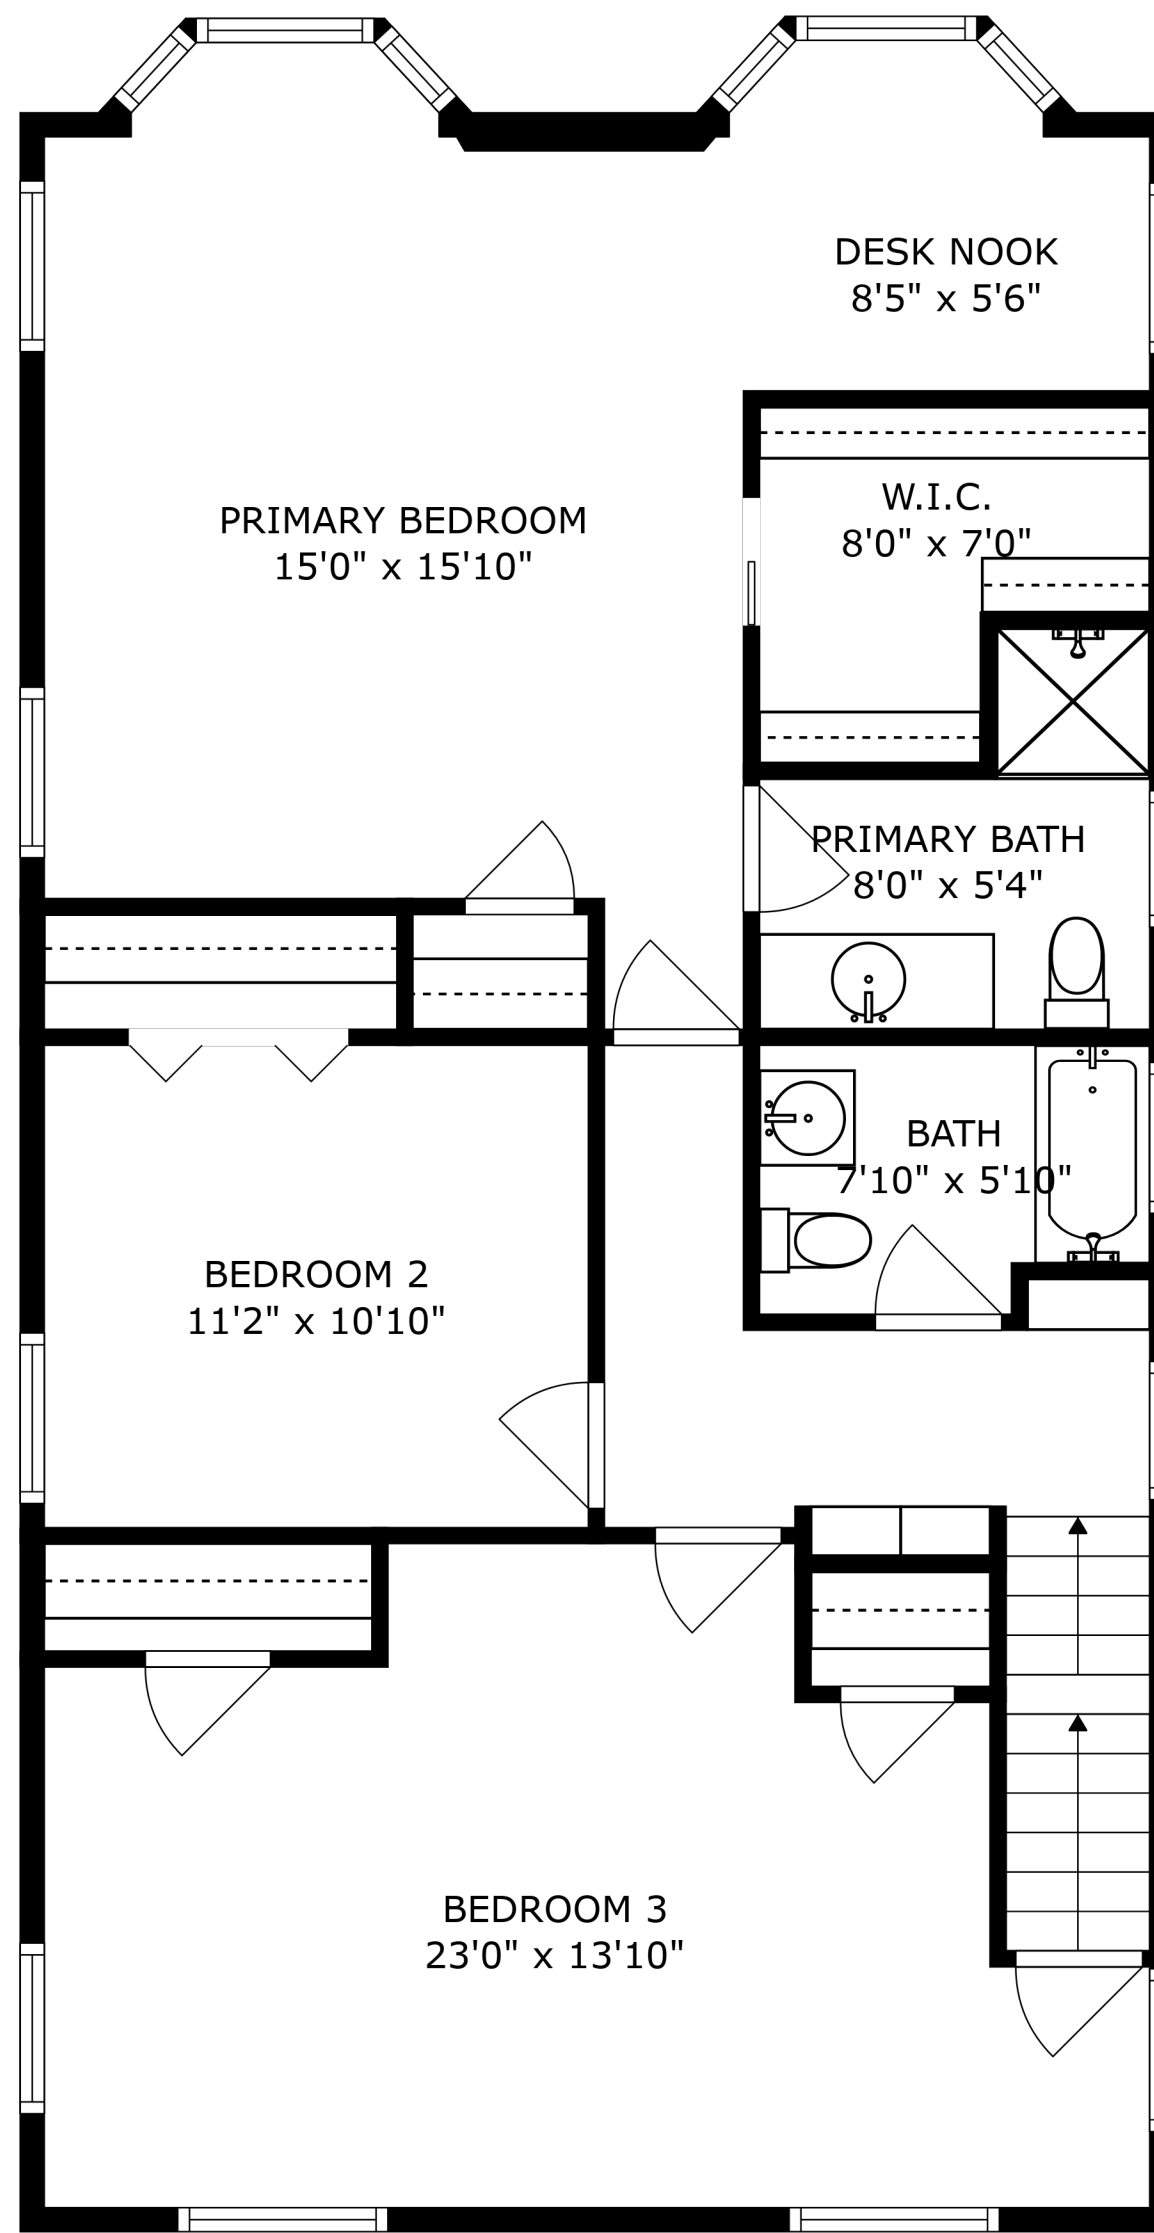 DESK NOOK
8'5" x 5'6"
W.I.C.
8'0" x 7'0"
PRIMARY BEDROOM
15'0" x 15'10"
PRIMARY BATH
8'0" x 5'4"
BATH
7'10" x 5'10"
BEDROOM 2
11'2" x 10'10"
BEDROOM 3
23'0" x 13'10"